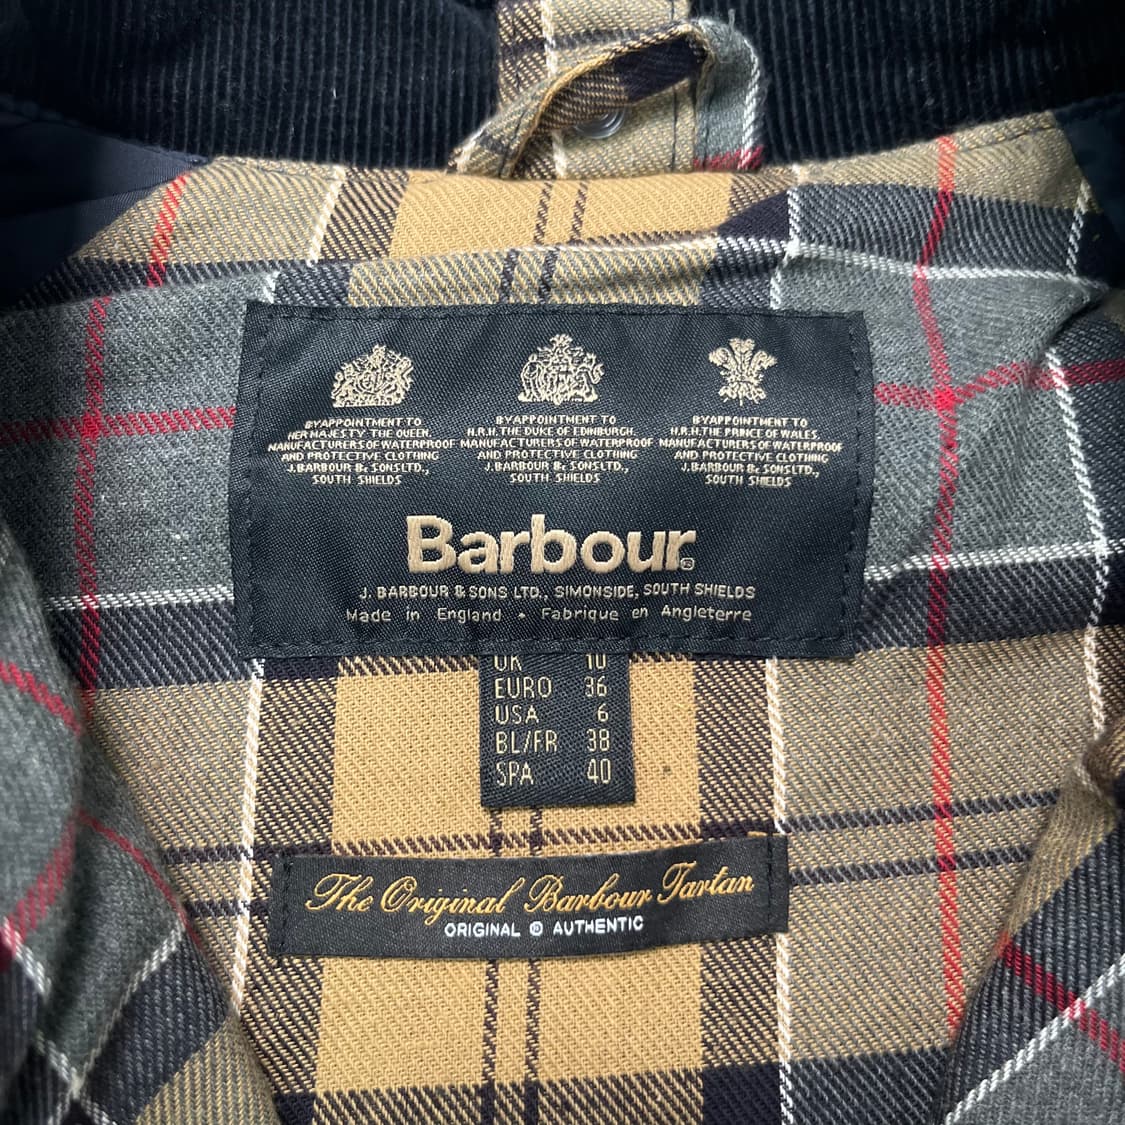 BY APPOINTMENT TO
HER MAJESTY THE QUEEN.
MANUFACTURERS OF WATERPROOF
AND PROTECTIVE CLOTHING
J. BARBOUR & SONS LTD.,
SOUTH SHIELDS
BY APPOINTMENT TO
H.R.H. THE DUKE OF EDINBURGH.
MANUFACTURERS OF WATERPROOF
AND PROTECTIVE CLOTHING
J. BARBOUR & SONS LTD.,
SOUTH SHIELDS
BY APPOINTMENT TO
H.R.H. THE PRINCE OF WALES.
MANUFACTURERS OF WATERPROOF
AND PROTECTIVE CLOTHING
J. BARBOUR & SONS LTD.,
SOUTH SHIELDS
Barbour®
J. BARBOUR & SONS LTD., SIMONSIDE, SOUTH SHIELDS
Made in England • Fabrique en Angleterre
UK 10
EURO 36
USA 6
BL/FR 38
SPA 40
The Original Barbour Tartan
ORIGINAL ® AUTHENTIC